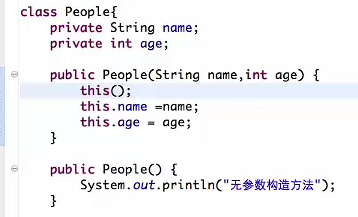 class People{
private String name;
private int age;
public People(String name,int age) {
this();
this.name =name;
this.age = age;
}
public People() {
System.out.println("无参数构造方法");
}